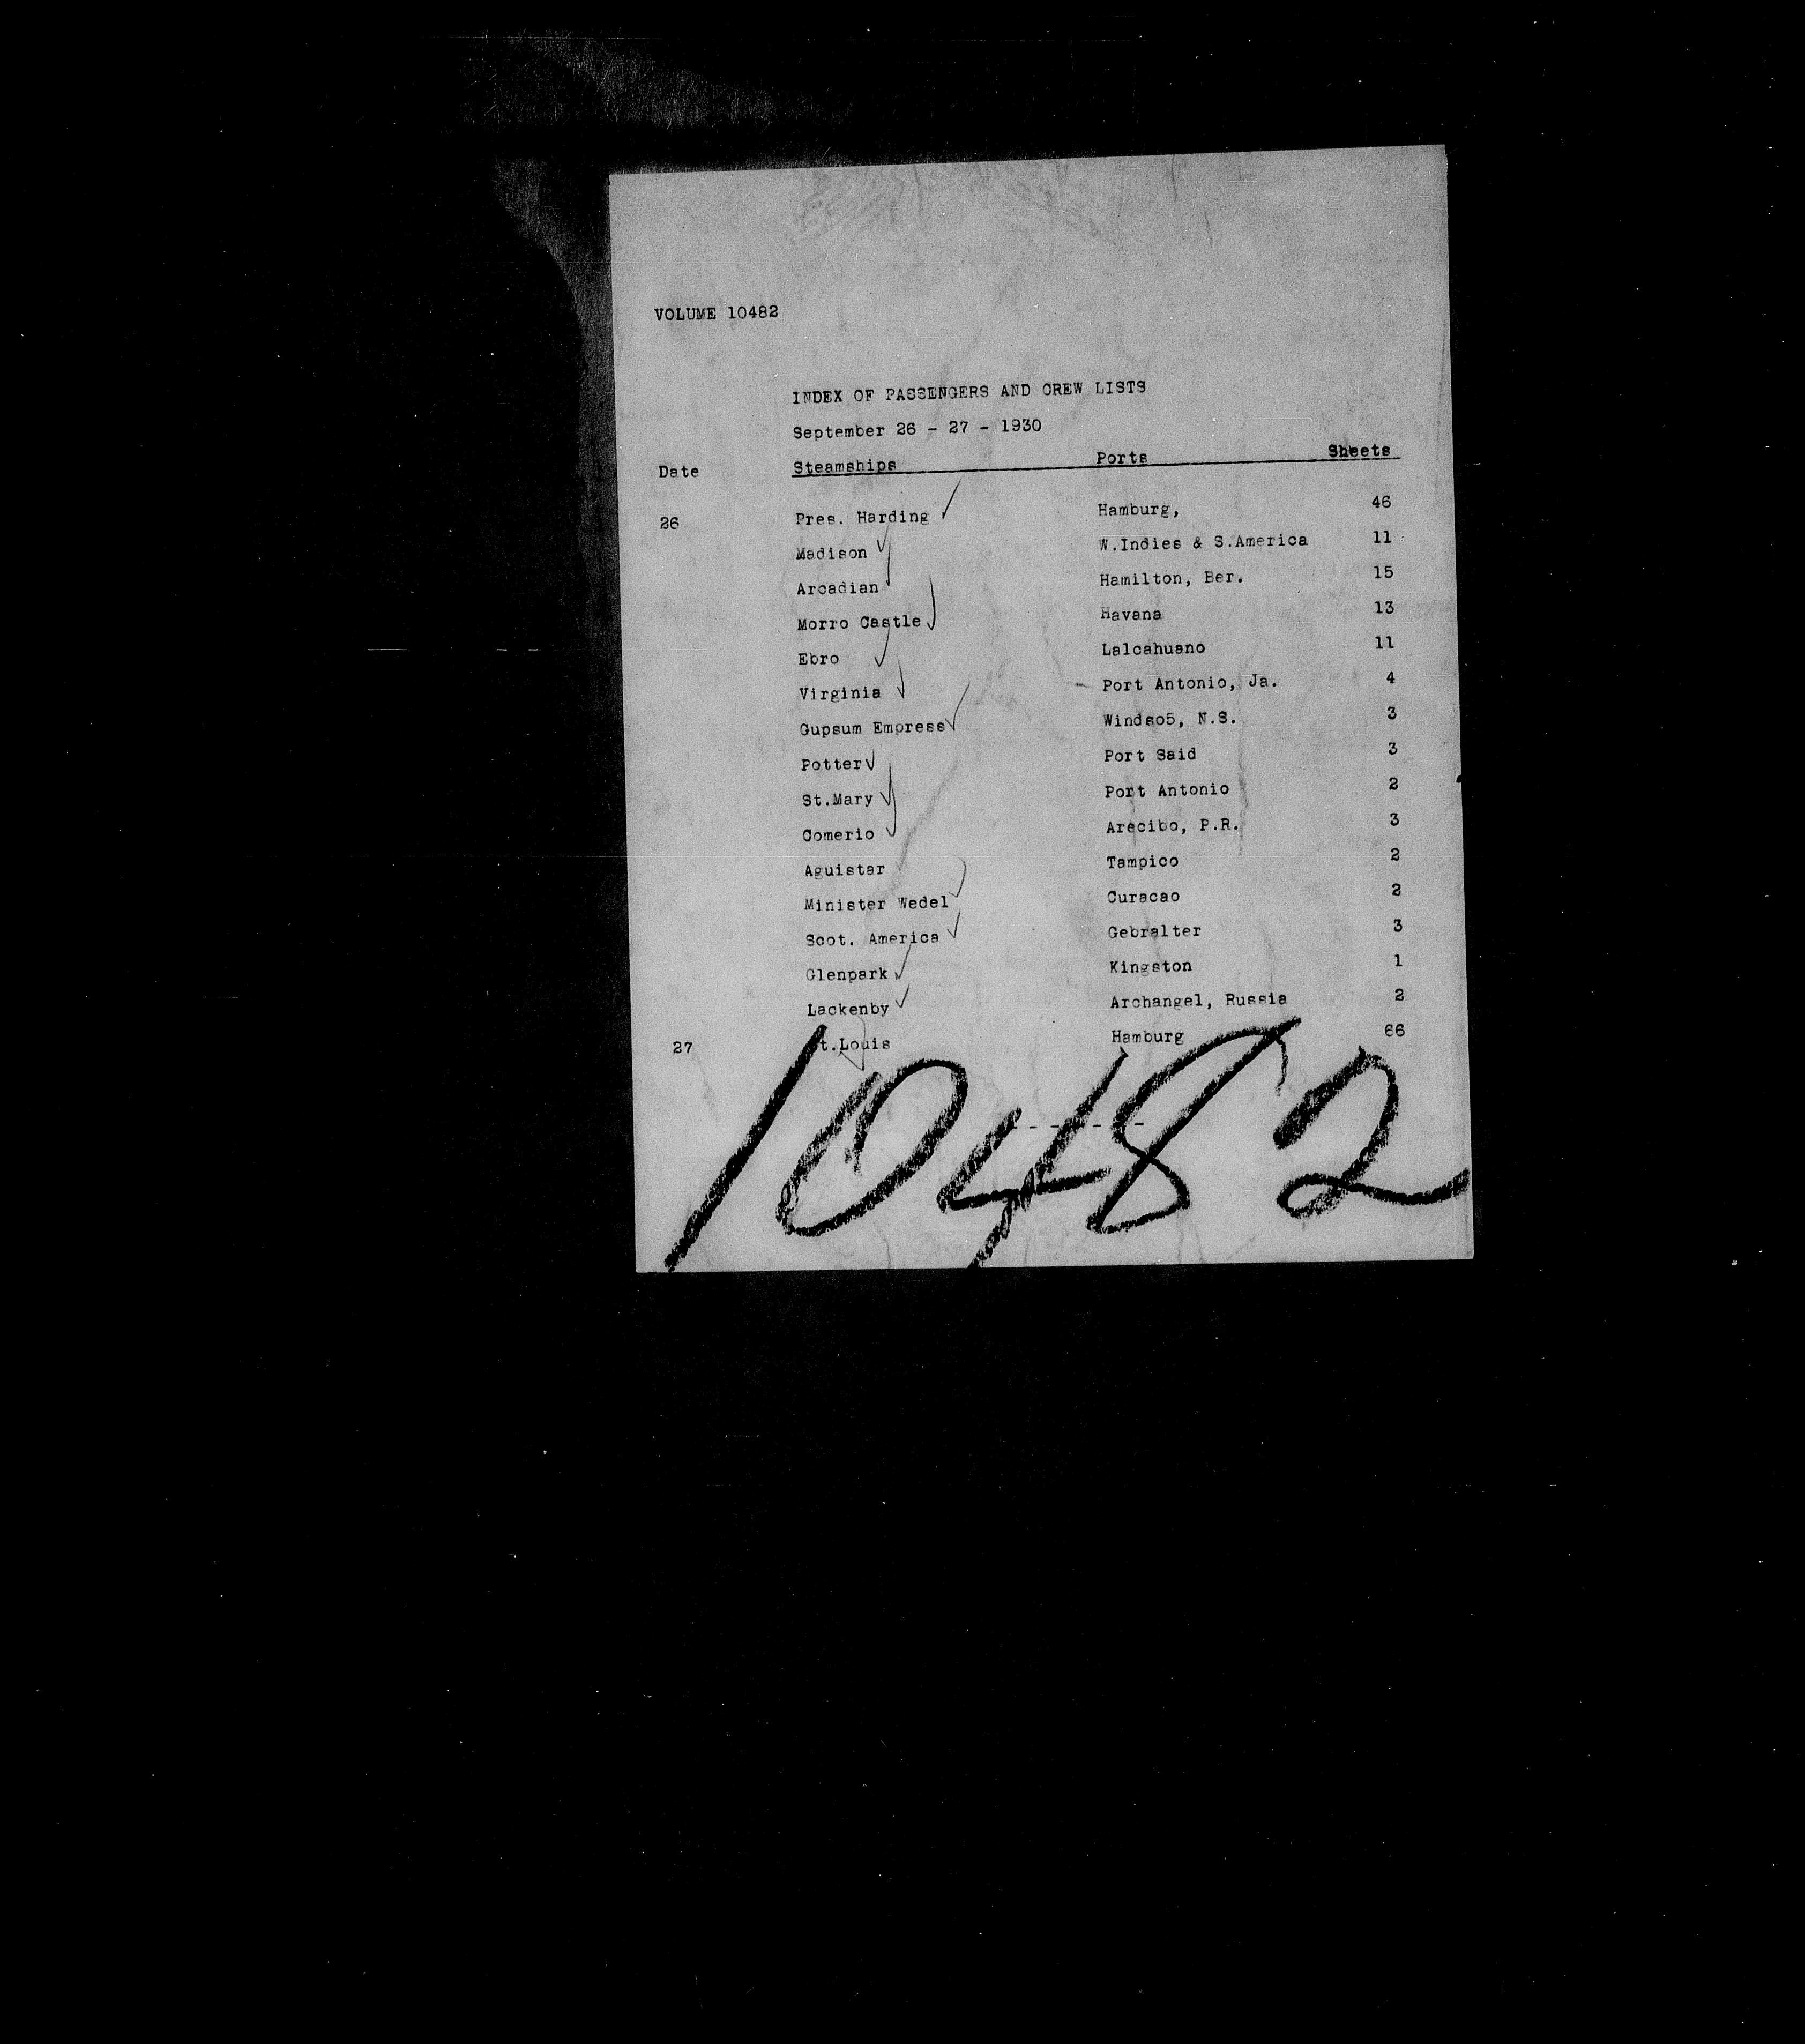 VOLUME 10482
INDEX OF PASSENGERS AND CREW LISTS
September 26 - 27 - 1930
Date Steamships Ports Sheets
26 Pres. Harding Hamburg, 46
Madison W.Indies & S.America 11
Arcadian Hamilton, Ber. 15
Morro Castle Havana 13
Ebro Lalcahuano 11
Virginia Port Antonio, Ja. 4
Gupsum Empress Windso5, N.S. 3
Potter Port Said 3
St.Mary Port Antonio 2
Comerio Arecibo, P.R. 3
Aguistar Tampico 2
Minister Wedel Curacao 2
Scot. America Gebralter 3
Glenpark Kingston 1
Lackenby Archangel, Russia 2
27 St.Louis Hamburg 66
- - - - - - - - -
10482